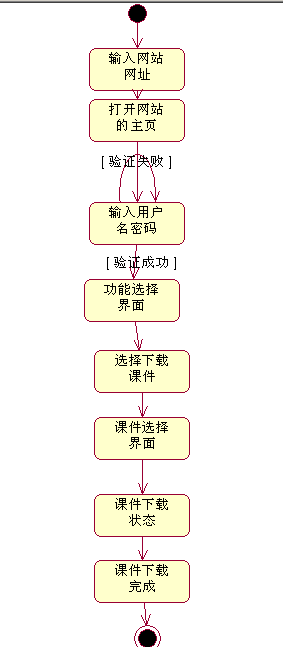 输入网站
网址
打开网站
的主页
[ 验证失败 ]
输入用户
名密码
[ 验证成功 ]
功能选择
界面
选择下载
课件
课件选择
界面
课件下载
状态
课件下载
完成